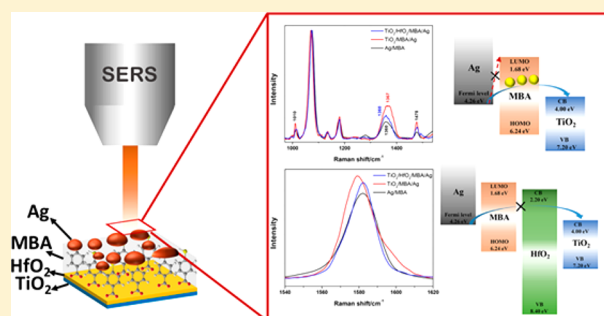 SERS
Ag
MBA
HfO2
TiO2
TiO2/HfO2/MBA/Ag
TiO2/MBA/Ag
Ag/MBA
Intensity
1000 1200 1400
Raman shift/cm-1
TiO2/HfO2/MBA/Ag
TiO2/MBA/Ag
Ag/MBA
Intensity
1540 1560 1580 1600 1620
Raman shift/cm-1
Ag
Fermi level
4.26 eV
LUMO
1.68 eV
MBA
HOMO
6.24 eV
CB
4.00 eV
TiO2
VB
7.20 eV
Ag
Fermi level
4.26 eV
LUMO
1.68 eV
MBA
HOMO
6.24 eV
CB
2.20 eV
HfO2
VB
8.40 eV
CB
4.00 eV
TiO2
VB
7.20 eV